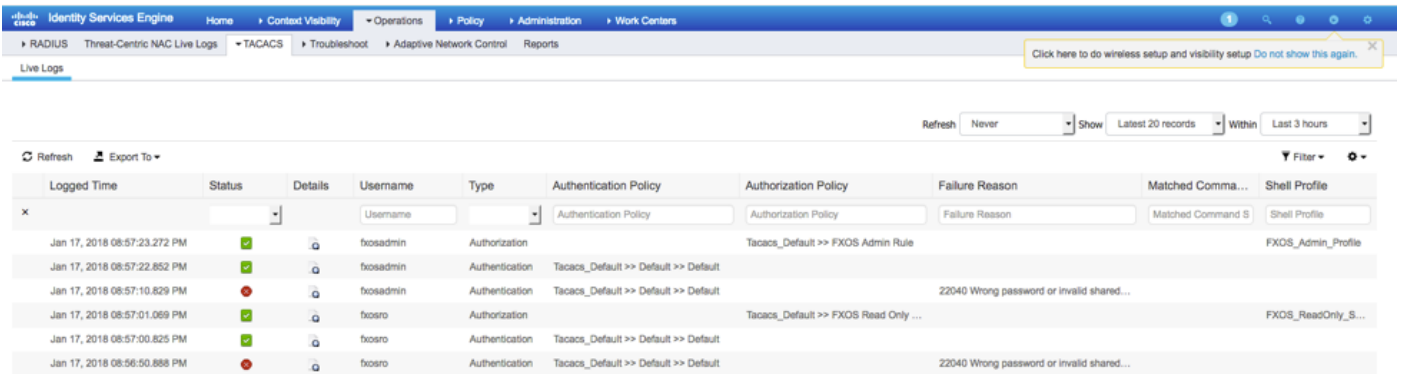 cisco Identity Services Engine Home Context Visibility Operations Policy Administration Work Centers 1
RADIUS Threat-Centric NAC Live Logs TACACS Troubleshoot Adaptive Network Control Reports
Click here to do wireless setup and visibility setup Do not show this again.
Live Logs
Refresh Never Show Latest 20 records Within Last 3 hours
Refresh Export To Filter
Logged Time Status Details Username Type Authentication Policy Authorization Policy Failure Reason Matched Comma... Shell Profile
Username Authentication Policy Authorization Policy Failure Reason Matched Command S Shell Profile
Jan 17, 2018 08:57:23.272 PM fxosadmin Authorization Tacacs_Default >> FXOS Admin Rule FXOS_Admin_Profile
Jan 17, 2018 08:57:22.852 PM fxosadmin Authentication Tacacs_Default >> Default >> Default
Jan 17, 2018 08:57:10.829 PM fxosadmin Authentication Tacacs_Default >> Default >> Default 22040 Wrong password or invalid shared...
Jan 17, 2018 08:57:01.069 PM fxosro Authorization Tacacs_Default >> FXOS Read Only ... FXOS_ReadOnly_S...
Jan 17, 2018 08:57:00.825 PM fxosro Authentication Tacacs_Default >> Default >> Default
Jan 17, 2018 08:56:50.888 PM fxosro Authentication Tacacs_Default >> Default >> Default 22040 Wrong password or invalid shared...